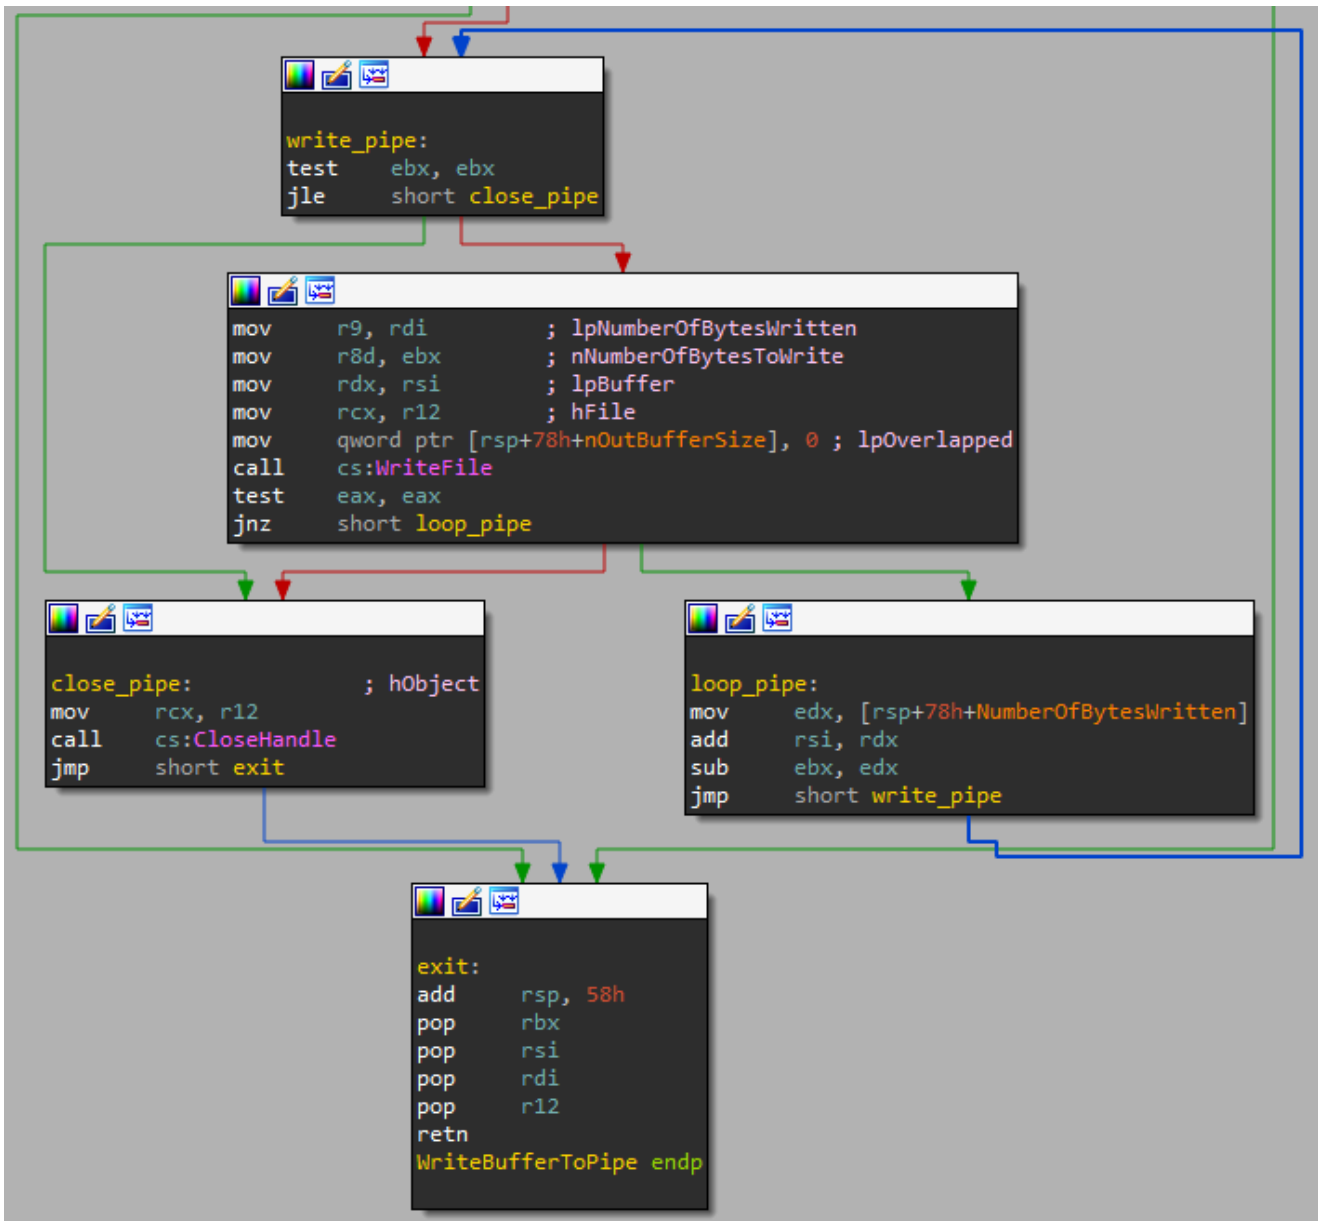 write_pipe:
test ebx, ebx
jle short close_pipe
mov r9, rdi ; lpNumberOfBytesWritten
mov r8d, ebx ; nNumberOfBytesToWrite
mov rdx, rsi ; lpBuffer
mov rcx, r12 ; hFile
mov qword ptr [rsp+78h+nOutBufferSize], 0 ; lpOverlapped
call cs:WriteFile
test eax, eax
jnz short loop_pipe
close_pipe: ; hObject
mov rcx, r12
call cs:CloseHandle
jmp short exit
loop_pipe:
mov edx, [rsp+78h+NumberOfBytesWritten]
add rsi, rdx
sub ebx, edx
jmp short write_pipe
exit:
add rsp, 58h
pop rbx
pop rsi
pop rdi
pop r12
retn
WriteBufferToPipe endp